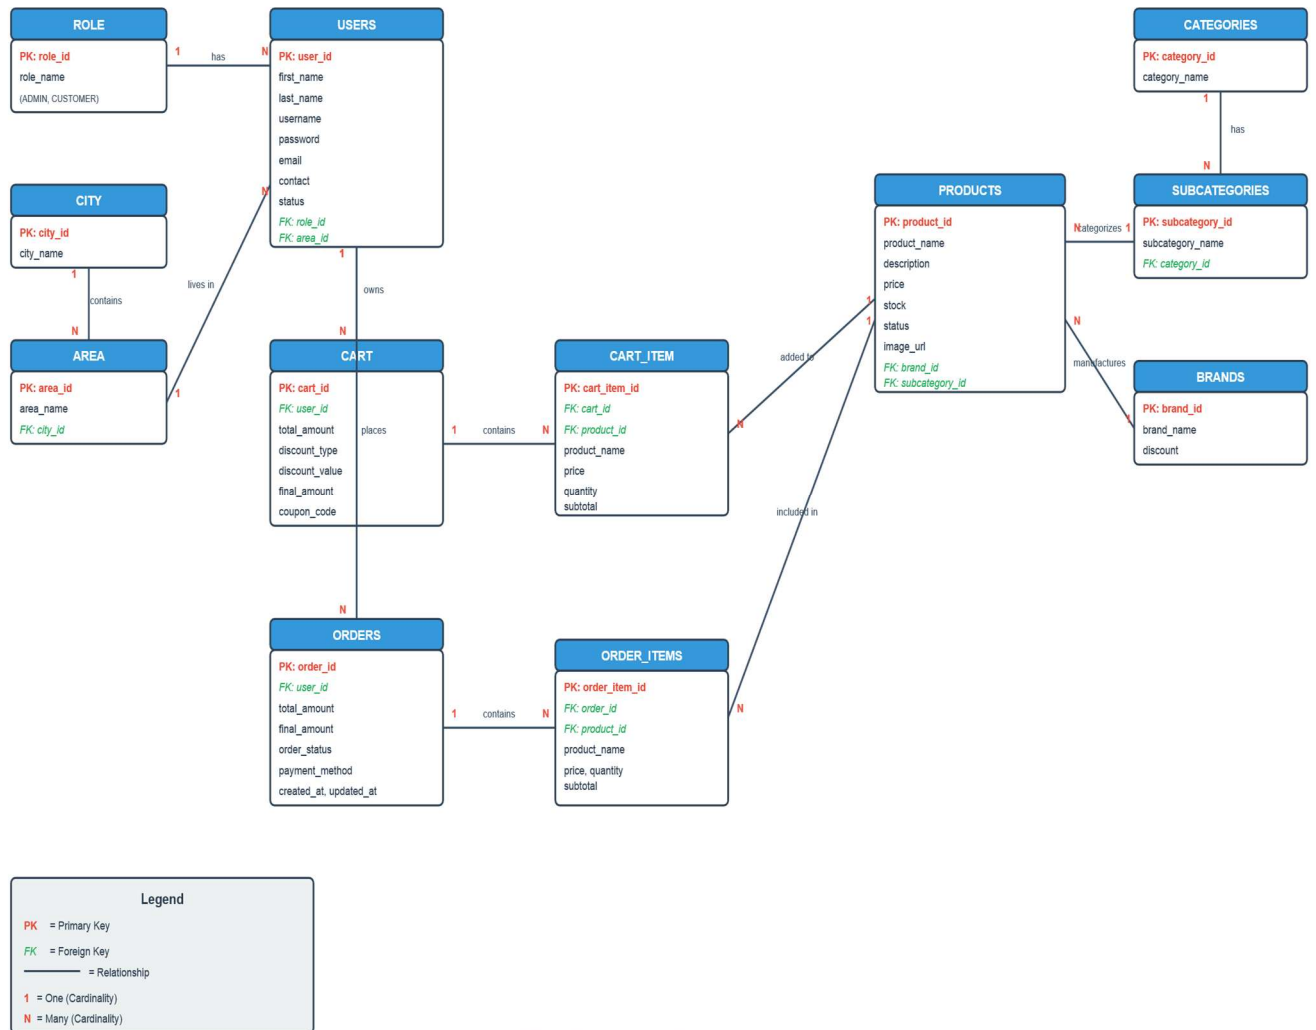 ROLE
PK: role_id
role_name
(ADMIN, CUSTOMER)
1
has
N
USERS
PK: user_id
first_name
last_name
username
password
email
contact
status
FK: role_id
FK: area_id
N
1
CITY
PK: city_id
city_name
1
contains
N
lives in
AREA
PK: area_id
area_name
FK: city_id
1
owns
N
CART
PK: cart_id
FK: user_id
total_amount
discount_type
discount_value
final_amount
coupon_code
places
1
contains
N
CART_ITEM
PK: cart_item_id
FK: cart_id
FK: product_id
product_name
price
quantity
subtotal
N
added to
1
1
included in
N
N
ORDERS
PK: order_id
FK: user_id
total_amount
final_amount
order_status
payment_method
created_at, updated_at
1
contains
N
ORDER_ITEMS
PK: order_item_id
FK: order_id
FK: product_id
product_name
price, quantity
subtotal
PRODUCTS
PK: product_id
product_name
description
price
stock
status
image_url
FK: brand_id
FK: subcategory_id
CATEGORIES
PK: category_id
category_name
1
has
N
SUBCATEGORIES
PK: subcategory_id
subcategory_name
FK: category_id
N
categorizes
1
N
manufactures
1
BRANDS
PK: brand_id
brand_name
discount
Legend
PK = Primary Key
FK = Foreign Key
= Relationship
1 = One (Cardinality)
N = Many (Cardinality)